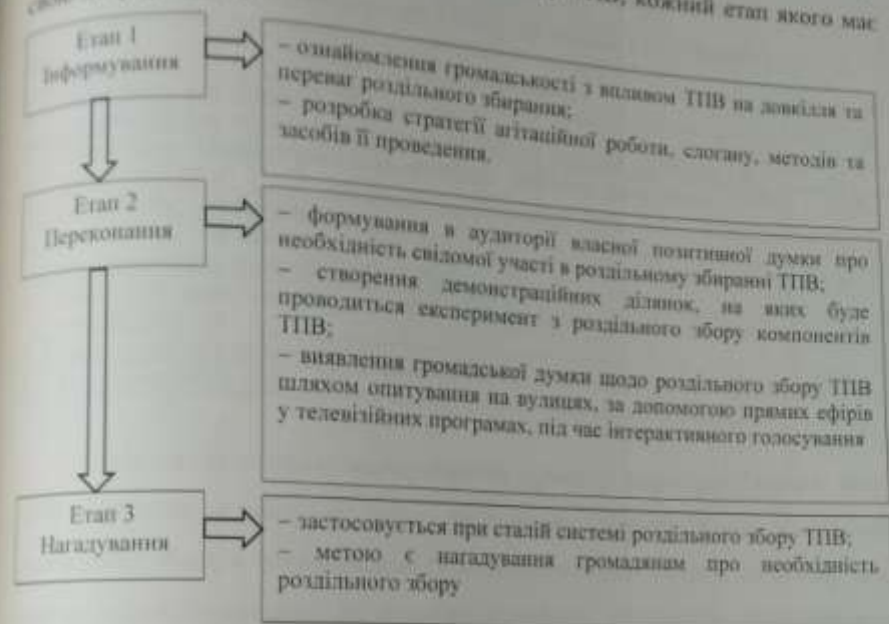 кожний етап якого має
Етап 1
Інформування
– ознайомлення громадськості з впливом ТПВ на довкілля та
переваг роздільного збирання;
– розробка стратегії агітаційної роботи, слогану, методів та
засобів її проведення.
Етап 2
Переконання
– формування в аудиторії власної позитивної думки про
необхідність свідомої участі в роздільному збиранні ТПВ;
– створення демонстраційних ділянок, на яких буде
проводиться експеримент з роздільного збору компонентів
ТПВ;
– виявлення громадської думки щодо роздільного збору ТПВ
шляхом опитування на вулицях, за допомогою прямих ефірів
у телевізійних програмах, під час інтерактивного голосування
Етап 3
Нагадування
– застосовується при сталій системі роздільного збору ТПВ;
– метою є нагадування громадянам про необхідність
роздільного збору